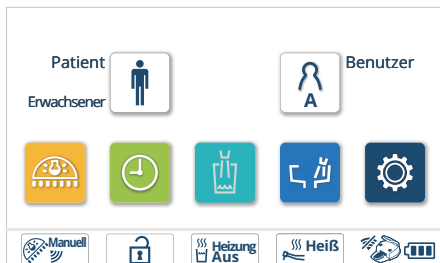 Patient
Benutzer
Erwachsener
A
Manuell
Heizung
Aus
Heiß